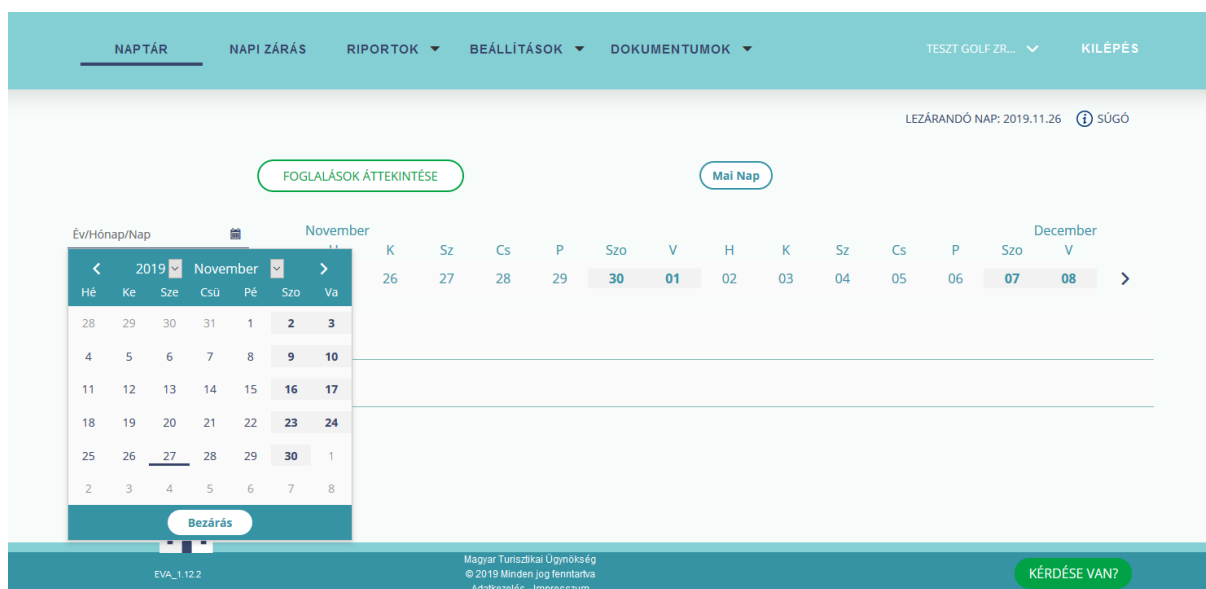 NAPTÁR NAPI ZÁRÁS RIPORTOK BEÁLLÍTÁSOK DOKUMENTUMOK TESZT GOLF ZR... KILÉPÉS
LEZÁRANDÓ NAP: 2019.11.26 SÚGÓ
FOGLALÁSOK ÁTTEKINTÉSE Mai Nap
Év/Hónap/Nap November December
K Sz Cs P Szo V H K Sz Cs P Szo V
26 27 28 29 30 01 02 03 04 05 06 07 08
2019 November
Hé Ke Sze Csü Pé Szo Va
28 29 30 31 1 2 3
4 5 6 7 8 9 10
11 12 13 14 15 16 17
18 19 20 21 22 23 24
25 26 27 28 29 30 1
2 3 4 5 6 7 8
Bezárás
EVA_1.12.2
Magyar Turisztikai Ügynökség
© 2019 Minden jog fenntartva
Adatkezelés - Impresszum
KÉRDÉSE VAN?